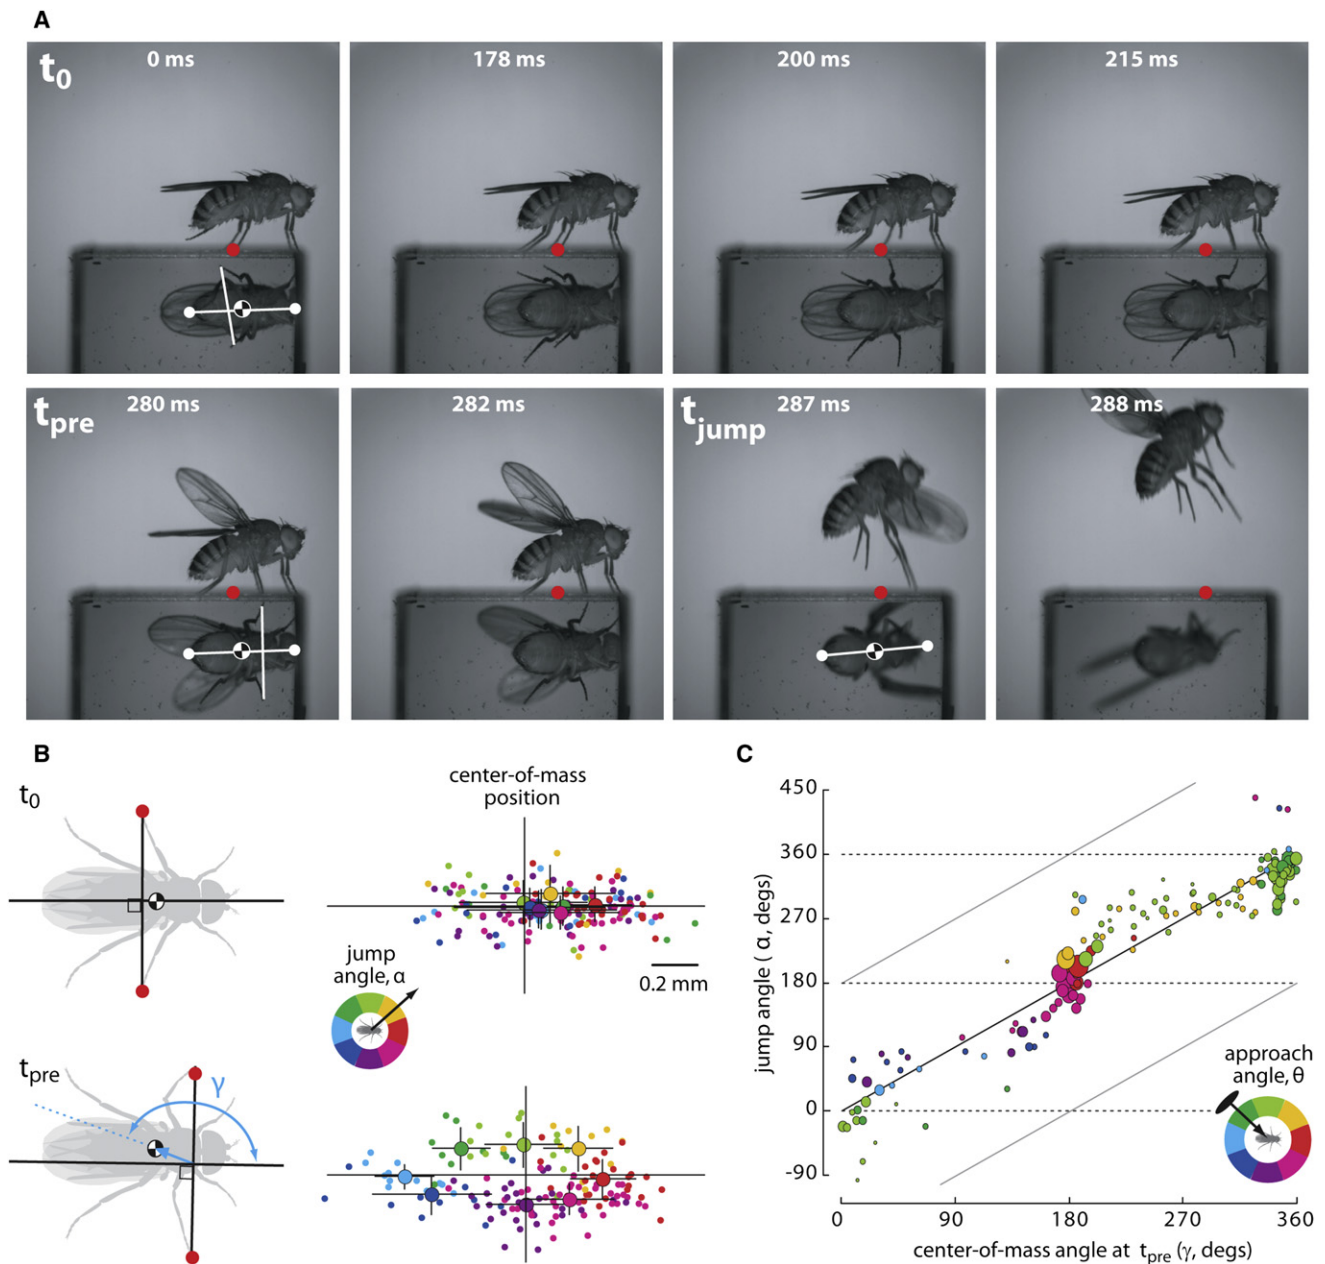 A
t0
0 ms
178 ms
200 ms
215 ms
tpre
280 ms
282 ms
tjump
287 ms
288 ms
B
t0
center-of-mass
position
jump
angle, α
0.2 mm
tpre
γ
C
450
360
270
180
90
0
-90
jump angle ( α, degs)
0
90
180
270
360
center-of-mass angle at tpre (γ, degs)
approach
angle, θ